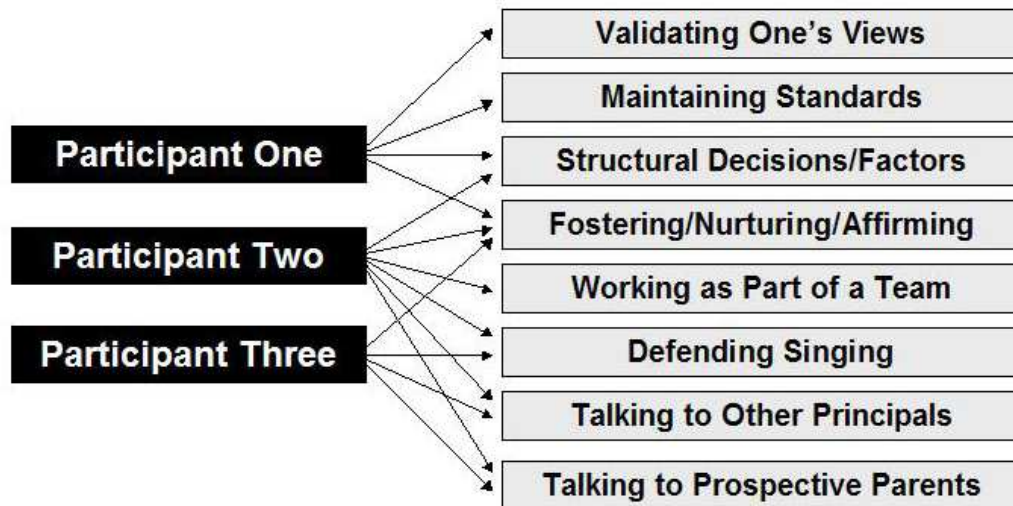 Participant One
Participant Two
Participant Three
Validating One's Views
Maintaining Standards
Structural Decisions/Factors
Fostering/Nurturing/Affirming
Working as Part of a Team
Defending Singing
Talking to Other Principals
Talking to Prospective Parents